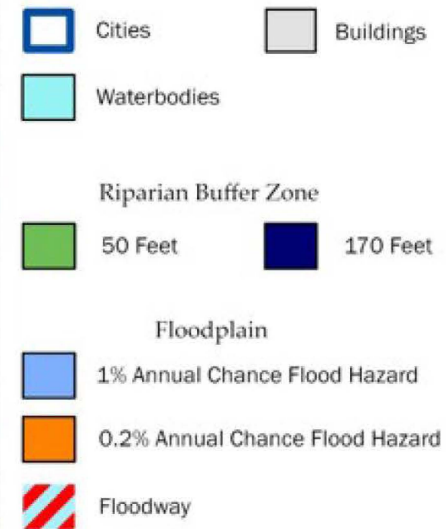 Cities
Buildings
Waterbodies
Riparian Buffer Zone
50 Feet
170 Feet
Floodplain
1% Annual Chance Flood Hazard
0.2% Annual Chance Flood Hazard
Floodway